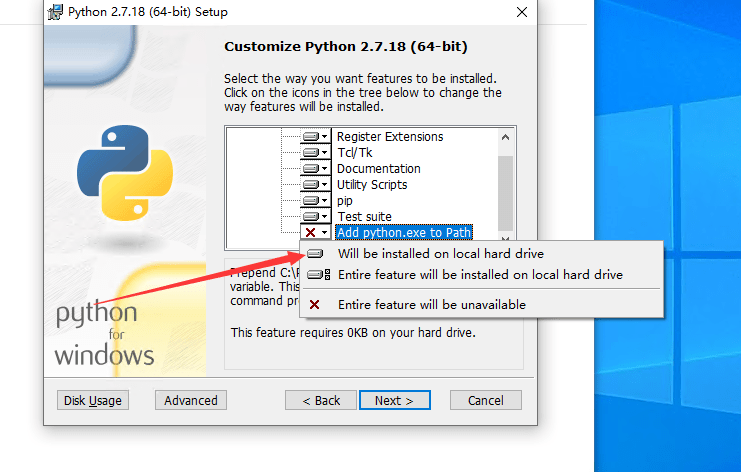 Python 2.7.18 (64-bit) Setup
Customize Python 2.7.18 (64-bit)
Select the way you want features to be installed.
Click on the icons in the tree below to change the
way features will be installed.
Register Extensions
Tcl/Tk
Documentation
Utility Scripts
pip
Test suite
Add python.exe to Path
Will be installed on local hard drive
Entire feature will be installed on local hard drive
Entire feature will be unavailable
Prepend C:\
variable. This
command
This feature requires 0KB on your hard drive.
python
for
windows
Disk Usage
Advanced
< Back
Next >
Cancel